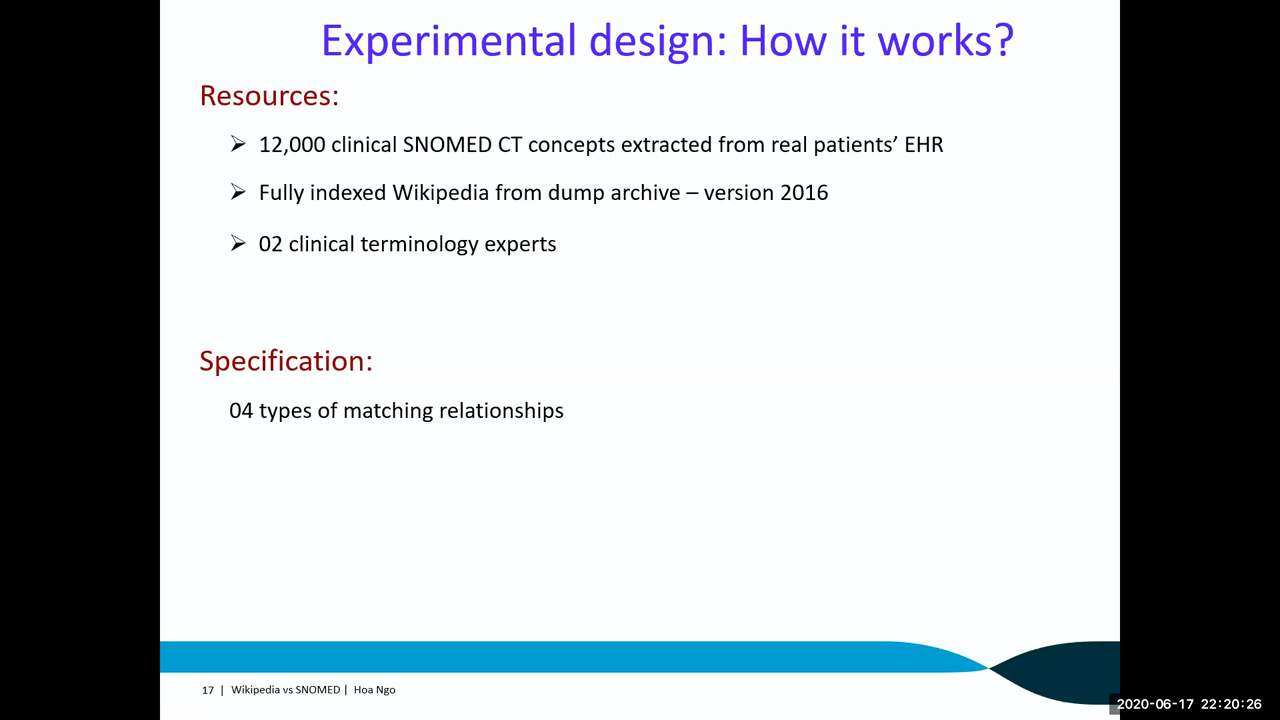 Experimental design: How it works?
Resources:
➢ 12,000 clinical SNOMED CT concepts extracted from real patients’ EHR
➢ Fully indexed Wikipedia from dump archive – version 2016
➢ 02 clinical terminology experts
Specification:
04 types of matching relationships
17 | Wikipedia vs SNOMED | Hoa Ngo
2020-06-17 22:20:26